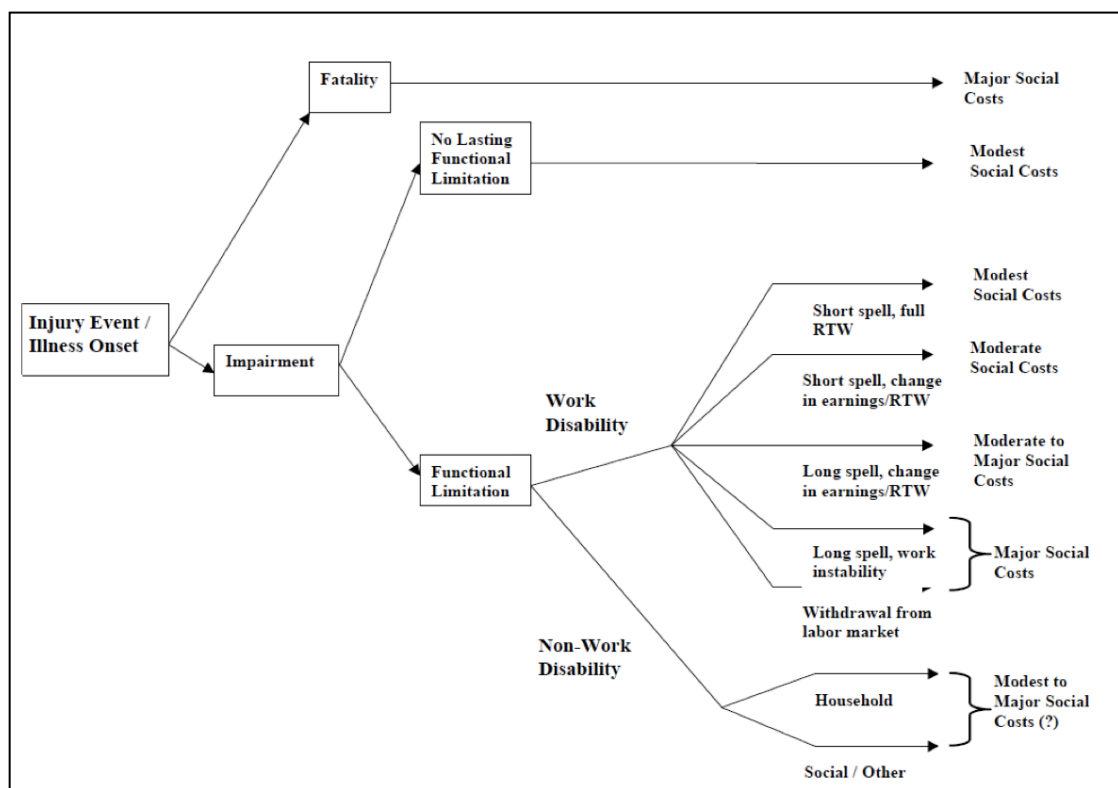 Fatality
Major Social
Costs
No Lasting
Functional
Limitation
Modest
Social Costs
Injury Event /
Illness Onset
Impairment
Functional
Limitation
Work
Disability
Short spell, full
RTW
Modest
Social Costs
Short spell, change
in earnings/RTW
Moderate
Social Costs
Long spell, change
in earnings/RTW
Moderate to
Major Social
Costs
Long spell, work
instability
Withdrawal from
labor market
Major Social
Costs
Non-Work
Disability
Household
Social / Other
Modest to
Major Social
Costs (?)